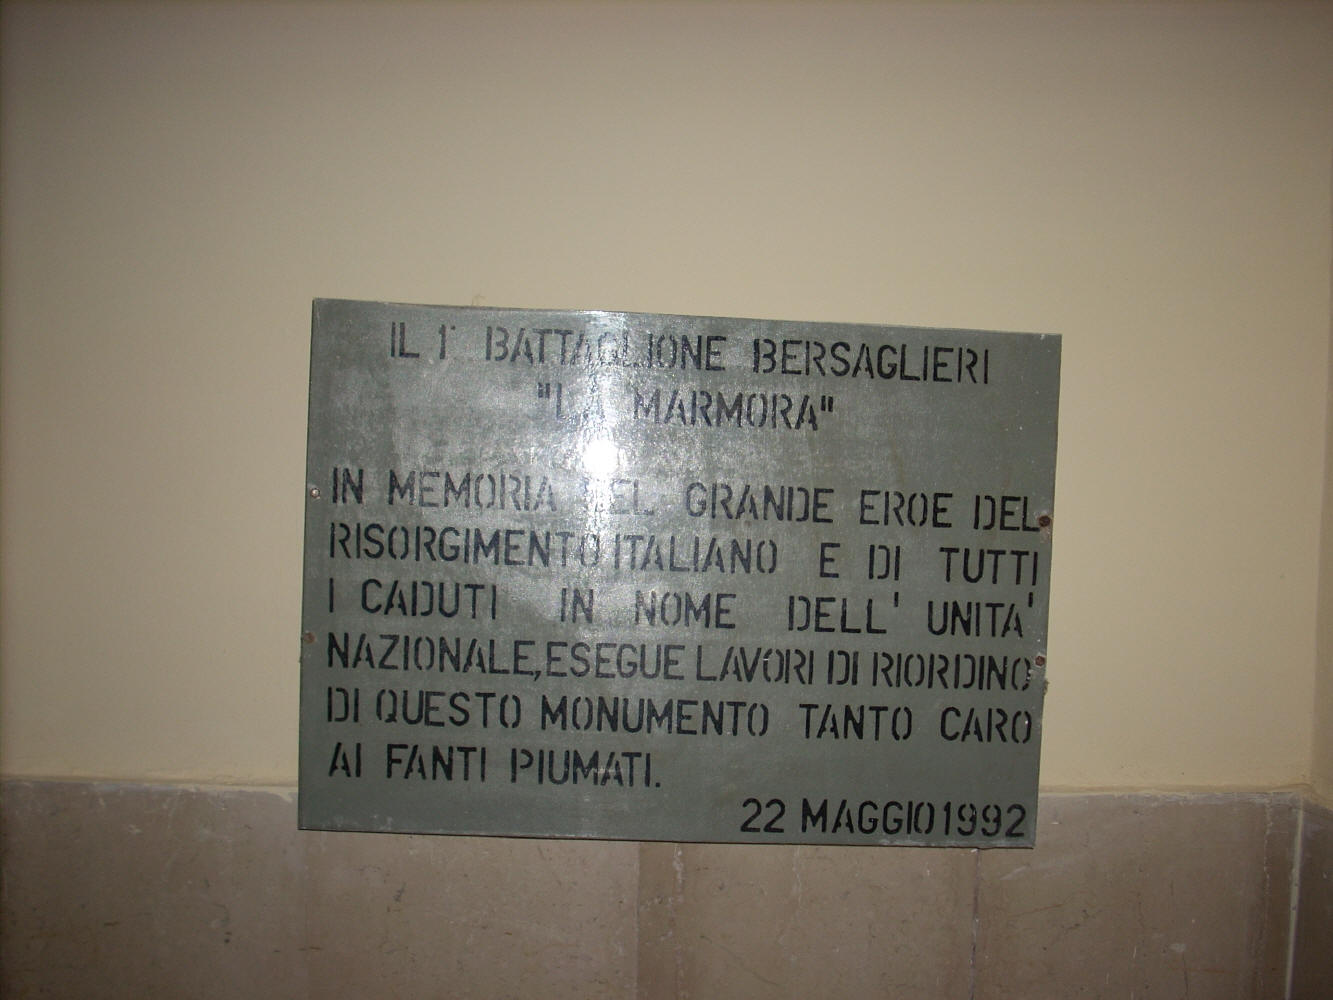 IL 1° BATTAGLIONE BERSAGLIERI
"LA MARMORA"
IN MEMORIA DEL GRANDE EROE DEL
RISORGIMENTO ITALIANO E DI TUTTI
I CADUTI IN NOME DELL' UNITA'
NAZIONALE,ESEGUE LAVORI DI RIORDINO
DI QUESTO MONUMENTO TANTO CARO
AI FANTI PIUMATI.
22 MAGGIO 1992